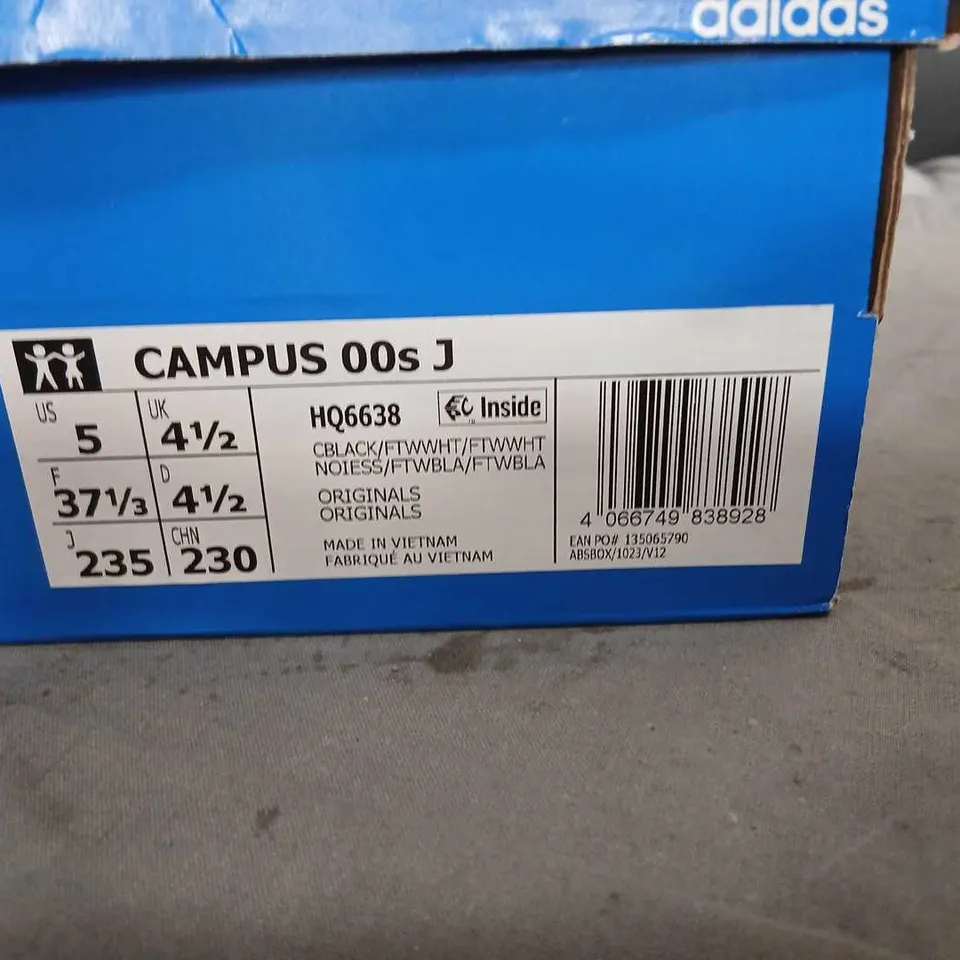 adidas
CAMPUS 00s J
US 5 UK 4½
F 37⅓ D 4½
J 235 CHN 230
HQ6638 EC Inside
CBLACK/FTWWHT/FTWWHT
NOIESS/FTWBLA/FTWBLA
ORIGINALS
ORIGINALS
MADE IN VIETNAM
FABRIQUÉ AU VIETNAM
4 066749 838928
EAN PO# 135065790
ABSBOX/1023/V12